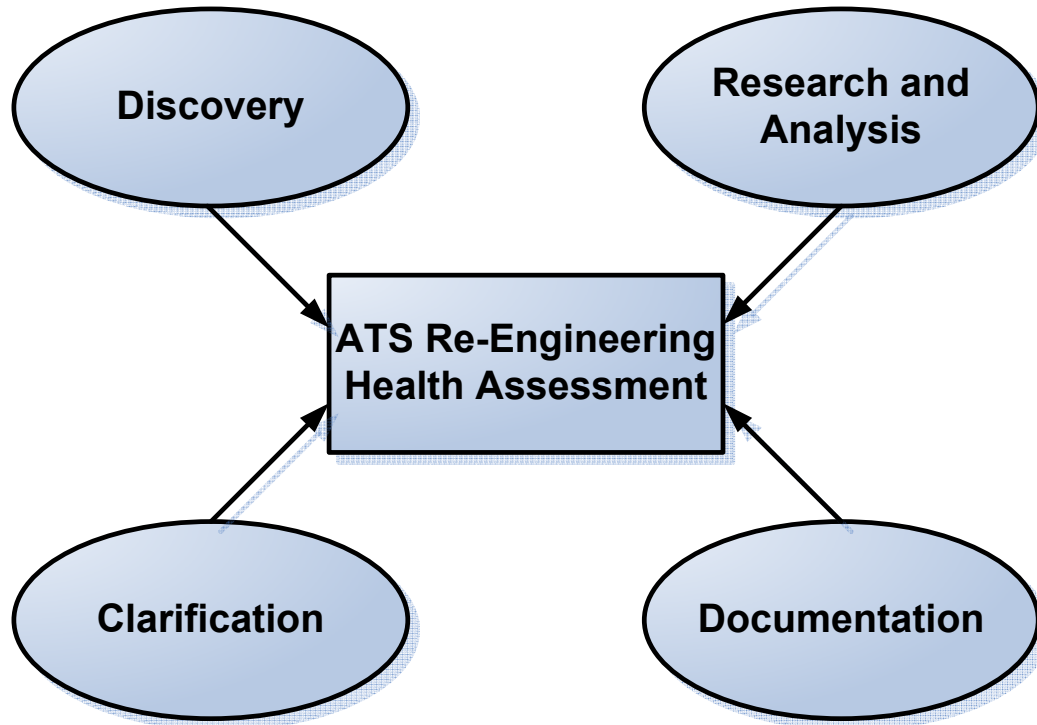 Discovery
Research and
Analysis
ATS Re-Engineering
Health Assessment
Clarification
Documentation